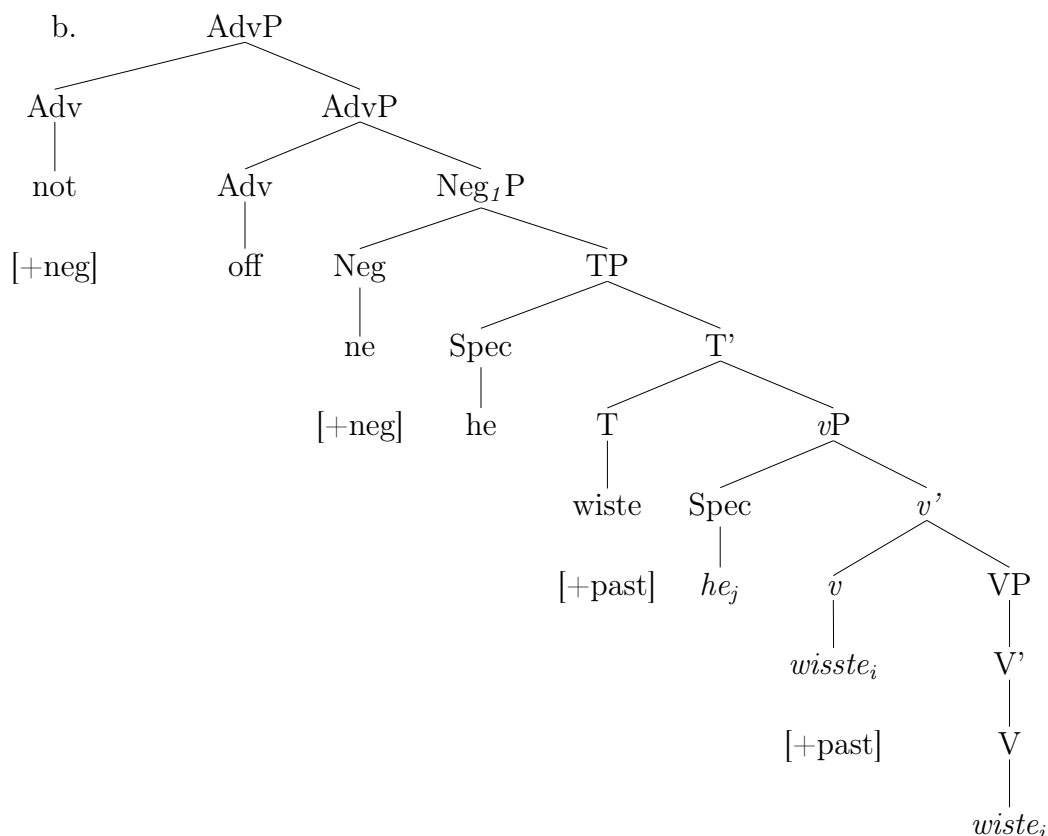 b. AdvP
Adv AdvP
not Adv Neg₁P
[+neg] off Neg TP
ne Spec T'
[+neg] he T vP
wiste Spec v'
[+past] heⱼ v VP
wissteᵢ V'
[+past] V
wisteᵢ